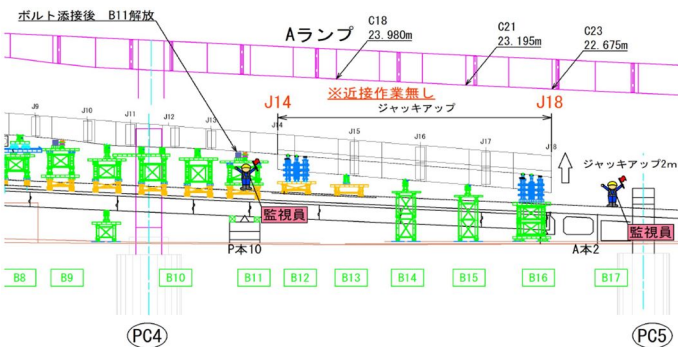 ボルト添接後 B11解放
Aランプ
C18
23.980m
C21
23.195m
C23
22.675m
※近接作業無し
J14
ジャッキアップ
J18
J9
J10
J11
J12
J13
J14
J15
J16
J17
J18
ジャッキアップ2m
監視員
監視員
P本10
A本2
B8
B9
B10
B11
B12
B13
B14
B15
B16
B17
PC4
PC5